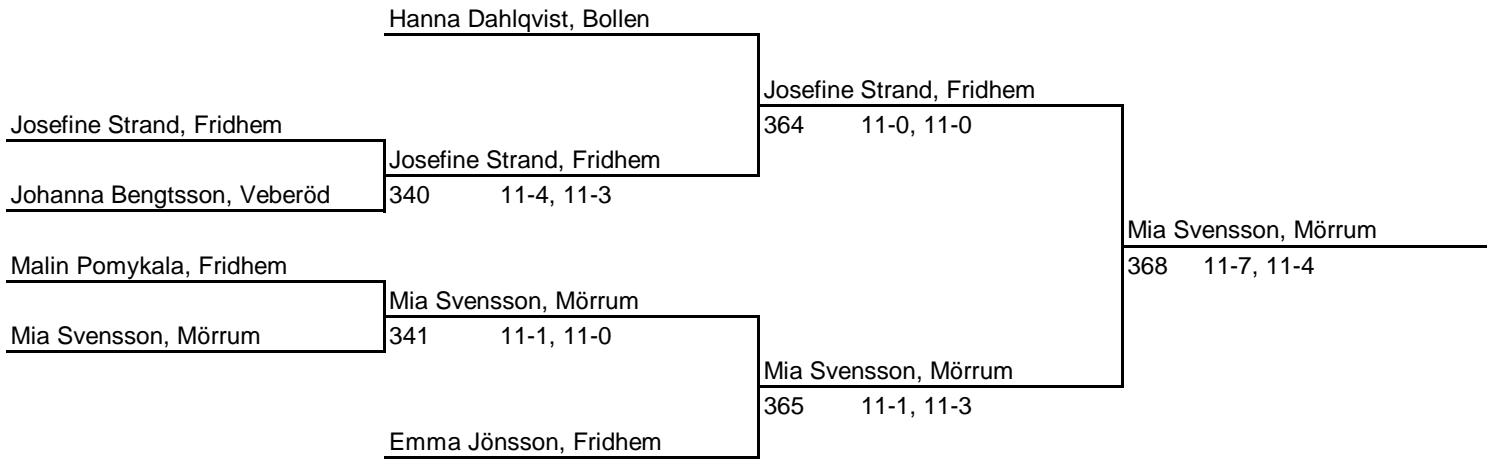 Hanna Dahlqvist, Bollen
Josefine Strand, Fridhem
Josefine Strand, Fridhem
364 11-0, 11-0
Josefine Strand, Fridhem
Johanna Bengtsson, Veberöd
340 11-4, 11-3
Mia Svensson, Mörrum
Malin Pomykala, Fridhem
368 11-7, 11-4
Mia Svensson, Mörrum
Mia Svensson, Mörrum
341 11-1, 11-0
Mia Svensson, Mörrum
365 11-1, 11-3
Emma Jönsson, Fridhem